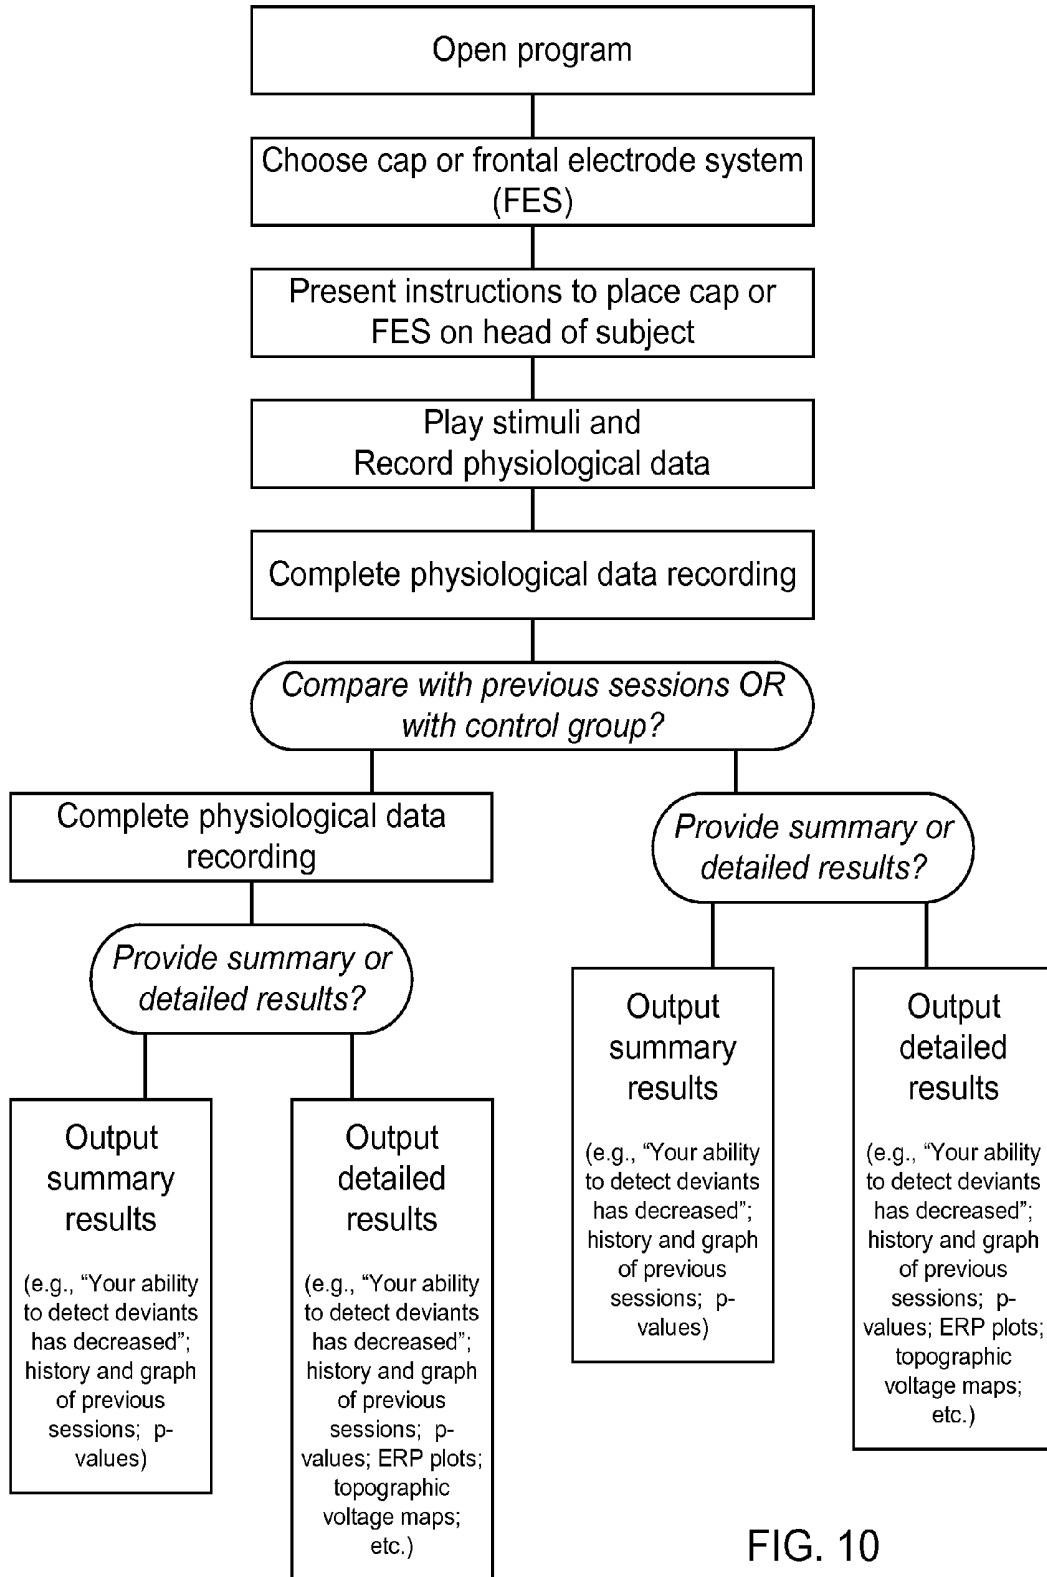 Open program
Choose cap or frontal electrode system
(FES)
Present instructions to place cap or
FES on head of subject
Play stimuli and
Record physiological data
Complete physiological data recording
Compare with previous sessions OR
with control group?
Complete physiological data
recording
Provide summary or
detailed results?
Output
summary
results
(e.g., “Your ability
to detect deviants
has decreased”;
history and graph
of previous
sessions; p-
values)
Output
detailed
results
(e.g., “Your ability
to detect deviants
has decreased”;
history and graph
of previous
sessions; p-
values; ERP plots;
topographic
voltage maps;
etc.)
Provide summary or
detailed results?
Output
summary
results
(e.g., “Your ability
to detect deviants
has decreased”;
history and graph
of previous
sessions; p-
values)
Output
detailed
results
(e.g., “Your ability
to detect deviants
has decreased”;
history and graph
of previous
sessions; p-
values; ERP plots;
topographic
voltage maps;
etc.)
FIG. 10